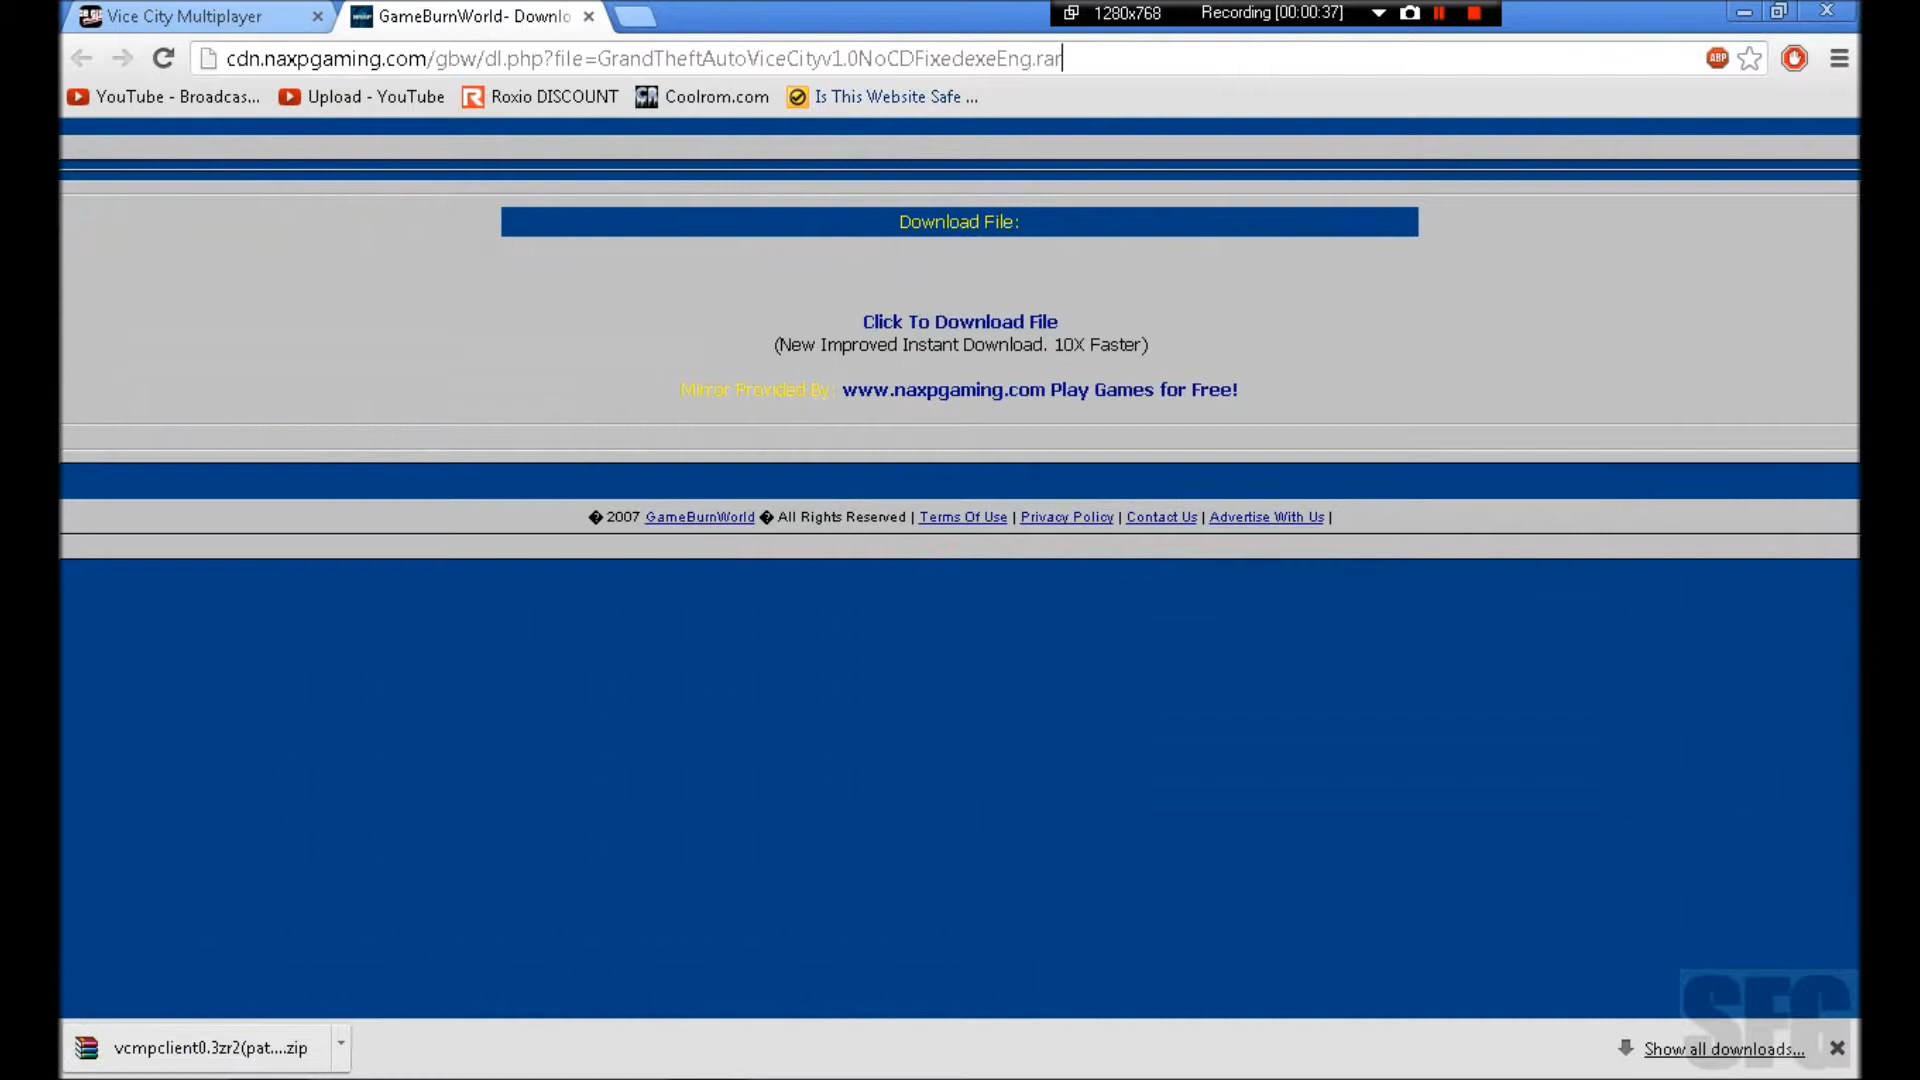 Vice City Multiplayer
GameBurnWorld- Downlo
1280x768 Recording [00:00:37]
cdn.naxpgaming.com/gbw/dl.php?file=GrandTheftAutoViceCityv1.0NoCDFixedexeEng.rar
ABP
YouTube - Broadcas... Upload - YouTube Roxio DISCOUNT Coolrom.com Is This Website Safe ...
Download File:
Click To Download File
(New Improved Instant Download. 10X Faster)
Mirror Provided By: www.naxpgaming.com Play Games for Free!
� 2007 GameBurnWorld � All Rights Reserved | Terms Of Use | Privacy Policy | Contact Us | Advertise With Us |
SFG
vcmpclient0.3zr2(pat....zip
Show all downloads...